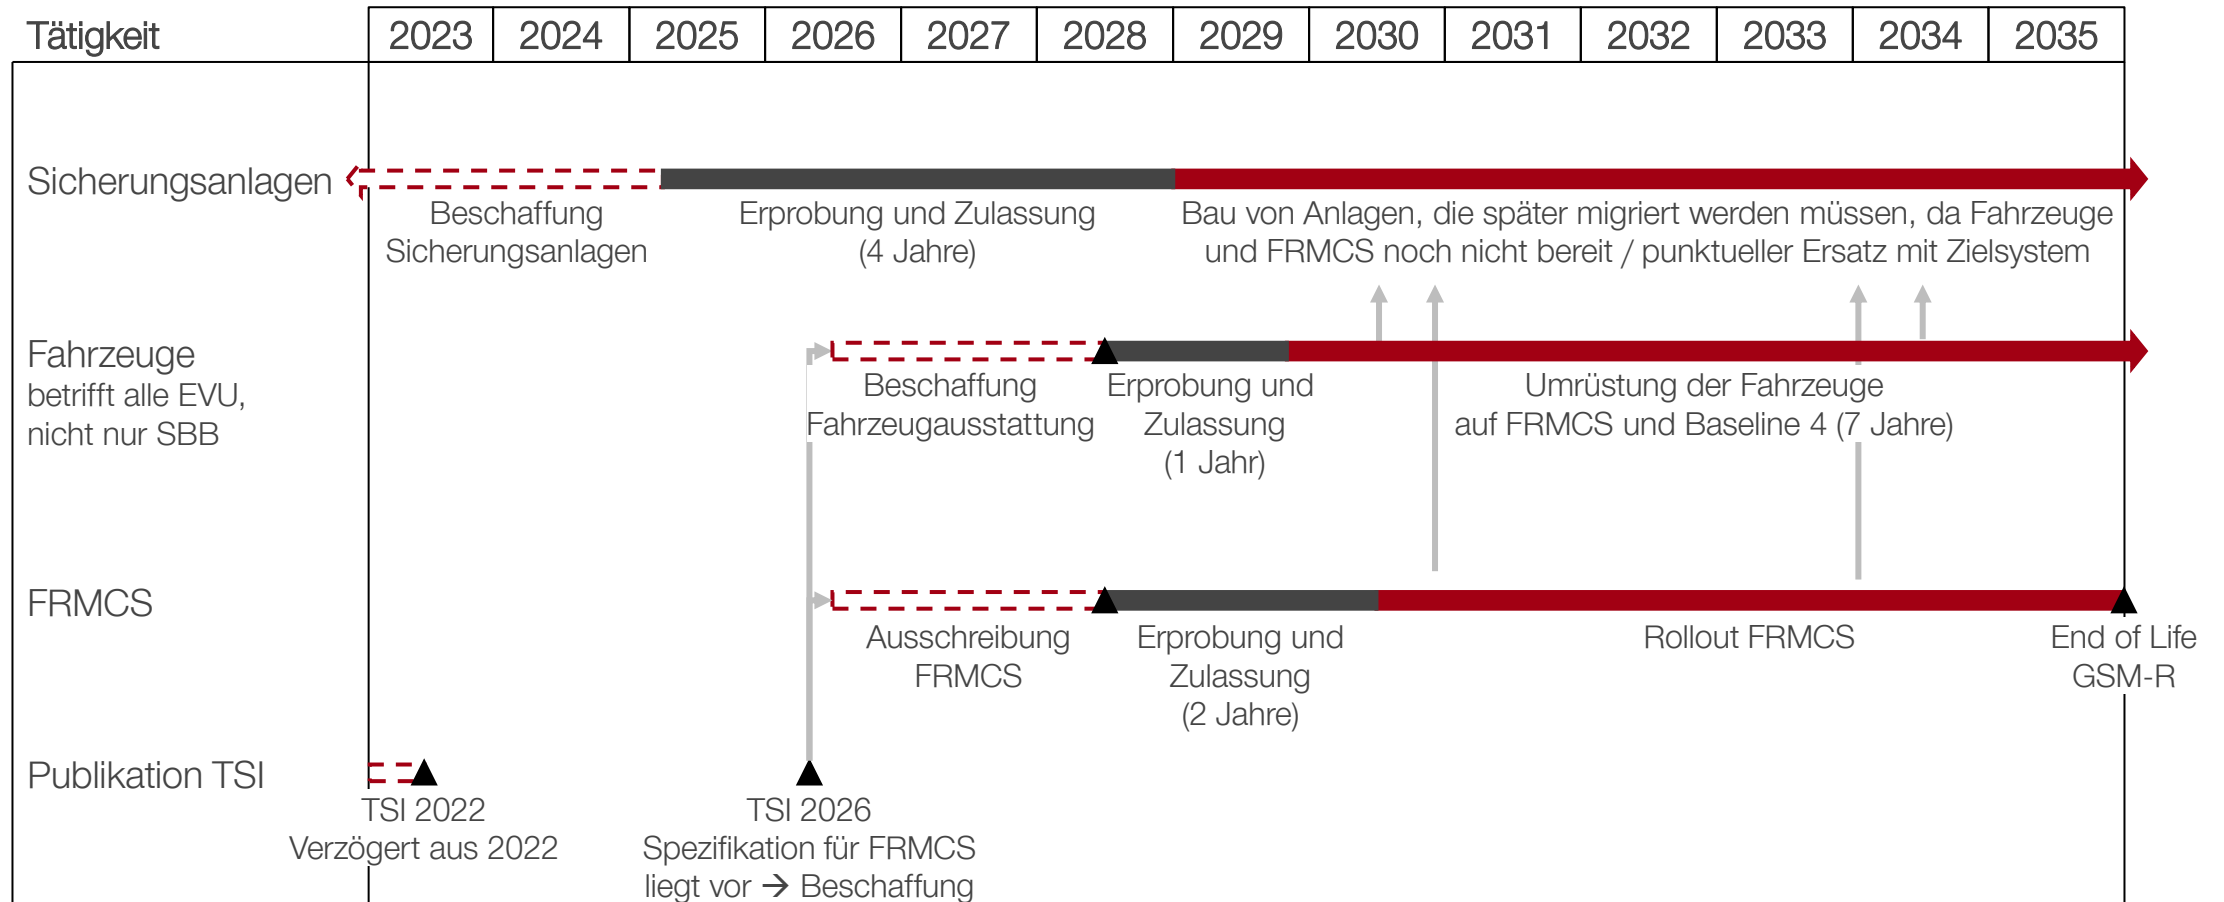 Tätigkeit
2023 2024 2025 2026 2027 2028 2029 2030 2031 2032 2033 2034 2035
Sicherungsanlagen
Beschaffung
Sicherungsanlagen
Erprobung und Zulassung
(4 Jahre)
Bau von Anlagen, die später migriert werden müssen, da Fahrzeuge
und FRMCS noch nicht bereit / punktueller Ersatz mit Zielsystem
Fahrzeuge
betrifft alle EVU,
nicht nur SBB
Beschaffung
Fahrzeugausstattung
Erprobung und
Zulassung
(1 Jahr)
Umrüstung der Fahrzeuge
auf FRMCS und Baseline 4 (7 Jahre)
FRMCS
Ausschreibung
FRMCS
Erprobung und
Zulassung
(2 Jahre)
Rollout FRMCS
End of Life
GSM-R
Publikation TSI
TSI 2022
Verzögert aus 2022
TSI 2026
Spezifikation für FRMCS
liegt vor → Beschaffung